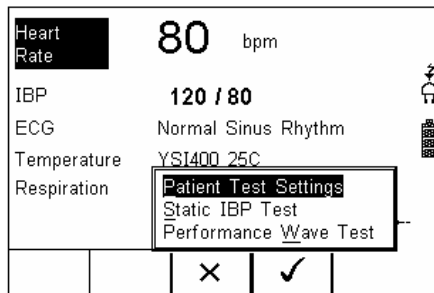 Heart Rate 80 bpm
IBP 120 / 80
ECG Normal Sinus Rhythm
Temperature YSI400 25C
Respiration
Patient Test Settings
Static IBP Test
Performance Wave Test